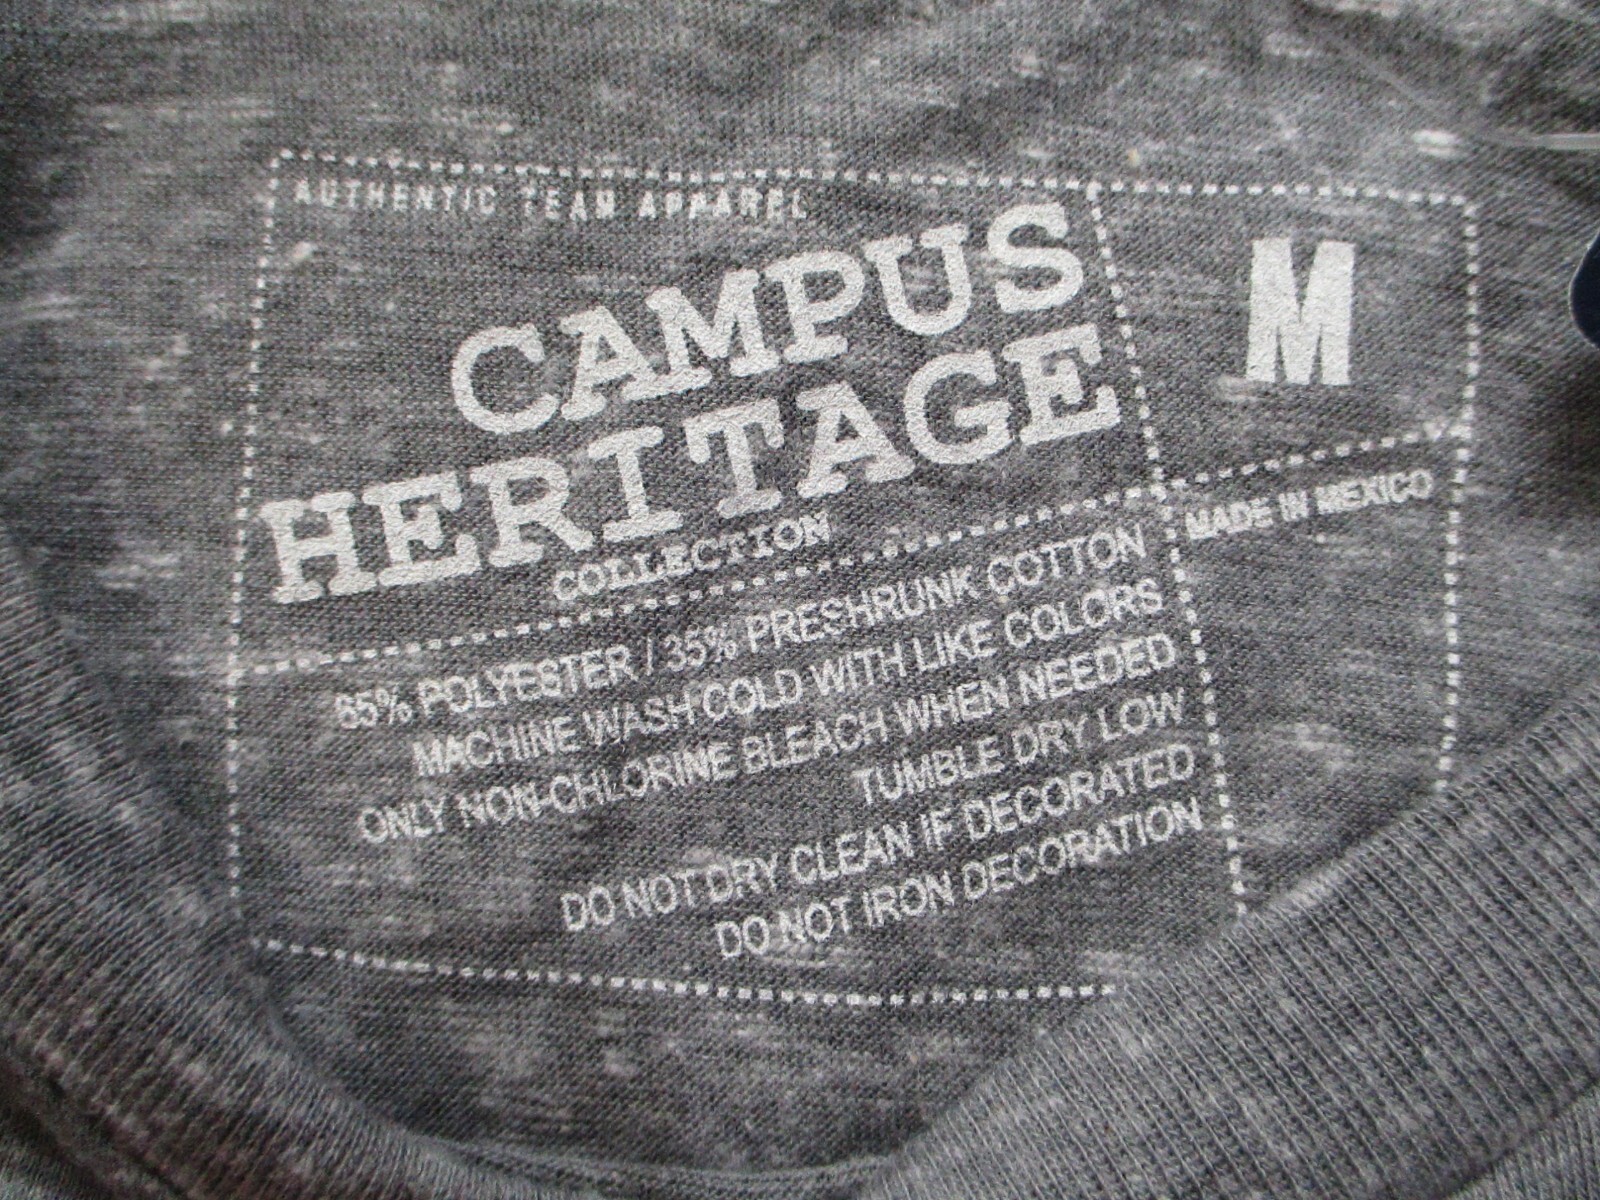 AUTHENTIC TEAM APPAREL
CAMPUS
HERITAGE
COLLECTION
M
MADE IN MEXICO
65% POLYESTER / 35% PRESHRUNK COTTON
MACHINE WASH COLD WITH LIKE COLORS
ONLY NON-CHLORINE BLEACH WHEN NEEDED
TUMBLE DRY LOW
DO NOT DRY CLEAN IF DECORATED
DO NOT IRON DECORATION